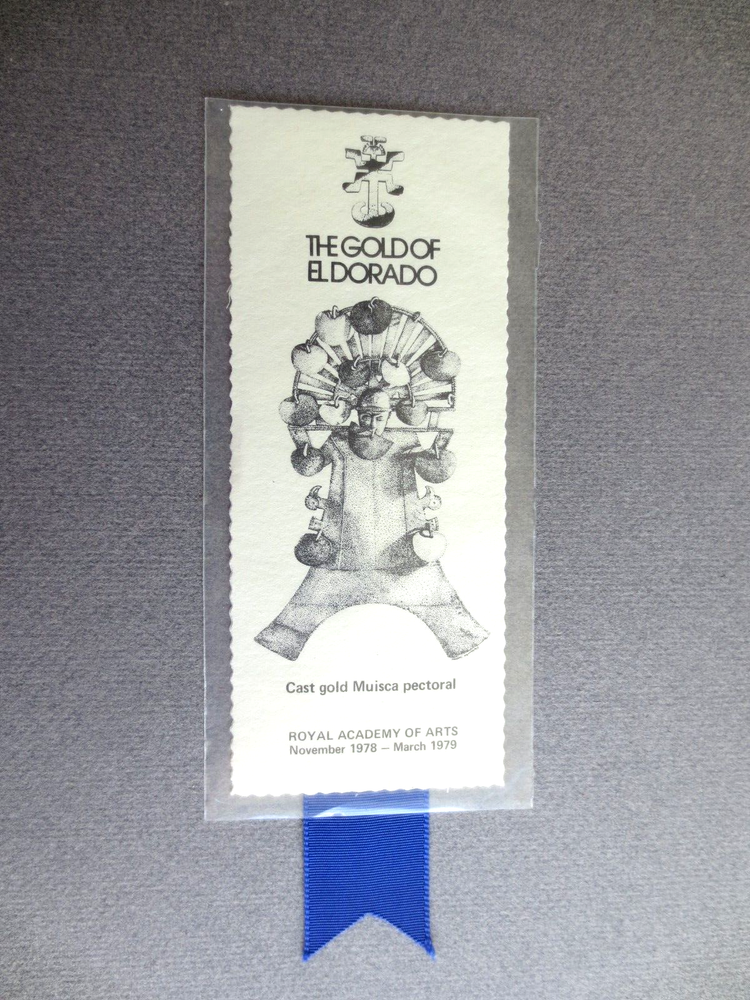 THE GOLD OF
EL DORADO
Cast gold Muisca pectoral
ROYAL ACADEMY OF ARTS
November 1978 – March 1979